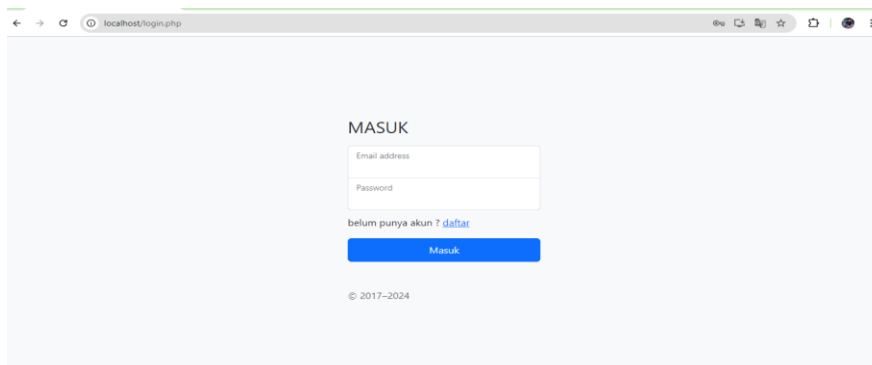 localhost/login.php
MASUK
Email address
Password
belum punya akun ? daftar
Masuk
© 2017–2024